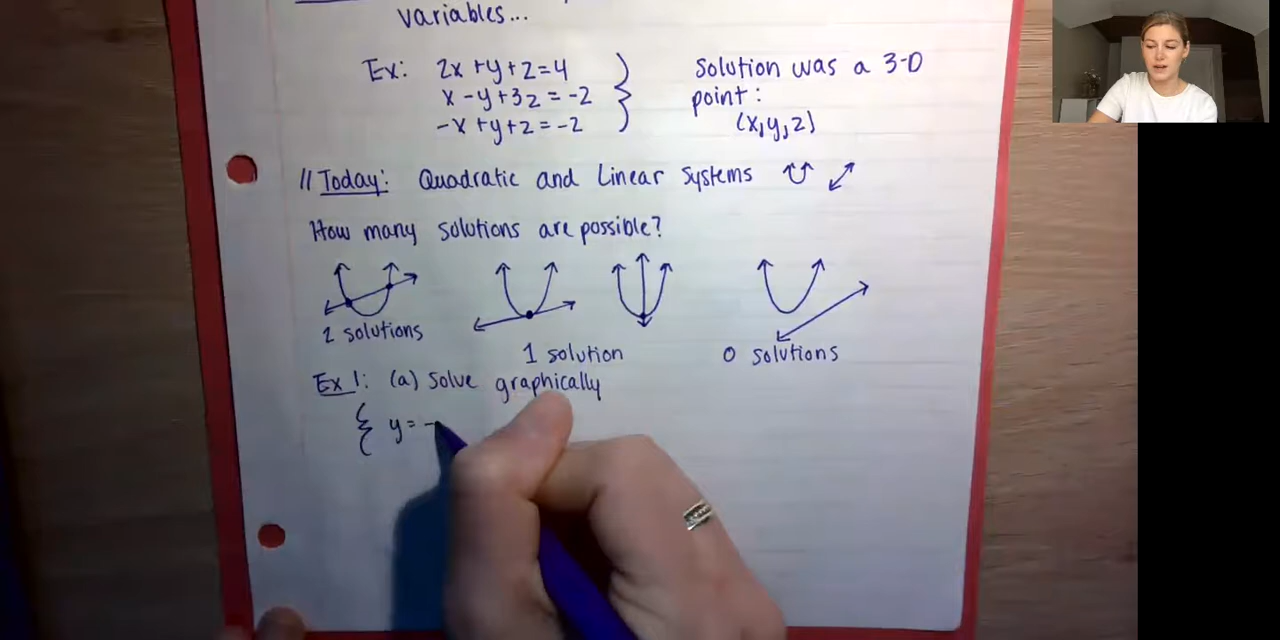 variables...
Ex: 2x + y + z = 4
x - y + 3z = -2
-x + y + z = -2
Solution was a 3-D
point:
(x,y,z)
// Today: Quadratic and Linear Systems
How many solutions are possible?
2 solutions
1 solution
0 solutions
Ex 1: (a) Solve graphically
{ y = -